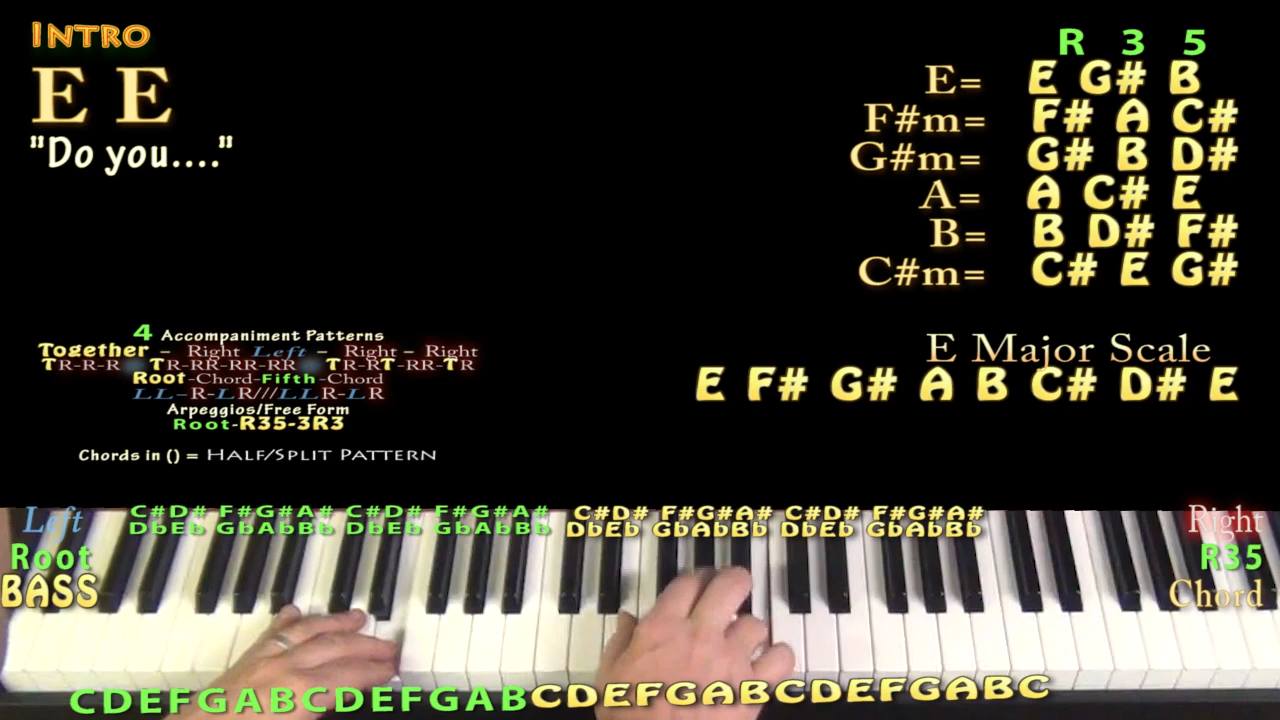 INTRO
E E
"Do you...."
R 3 5
E= E G# B
F#m= F# A C#
G#m= G# B D#
A= A C# E
B= B D# F#
C#m= C# E G#
E Major Scale
E F# G# A B C# D# E
4 Accompaniment Patterns
Together - Right Left - Right - Right
TR-R-R TR-RR-RR-RR TR-RT-RR-TR
Root-Chord-Fifth-Chord
LL-R-LR///LLR-LR
Arpeggios/Free Form
Root-R35-3R3
Chords in () = HALF/SPLIT PATTERN
Left
Root
BASS
C#D# F#G#A# C#D# F#G#A# C#D# F#G#A# C#D# F#G#A#
DbEb GbAbBb DbEb GbAbBb DbEb GbAbBb DbEb GbAbBb
Right
R35
Chord
CDEFGABCDEFGABCDEFGABCDEFGABC